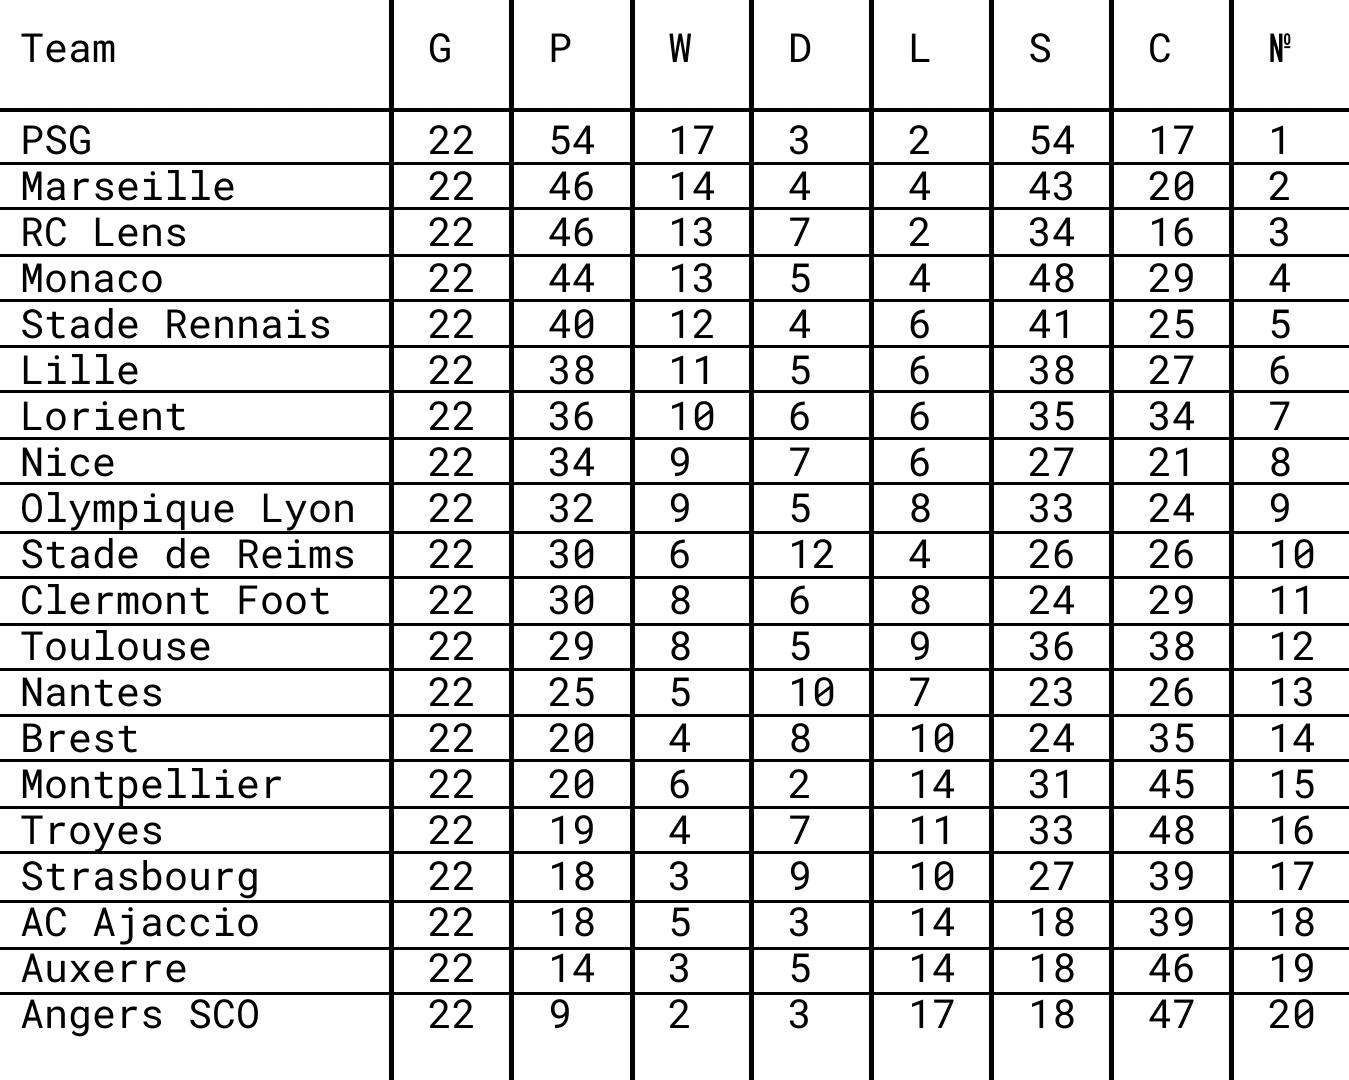 Team G P W D L S C №
PSG 22 54 17 3 2 54 17 1
Marseille 22 46 14 4 4 43 20 2
RC Lens 22 46 13 7 2 34 16 3
Monaco 22 44 13 5 4 48 29 4
Stade Rennais 22 40 12 4 6 41 25 5
Lille 22 38 11 5 6 38 27 6
Lorient 22 36 10 6 6 35 34 7
Nice 22 34 9 7 6 27 21 8
Olympique Lyon 22 32 9 5 8 33 24 9
Stade de Reims 22 30 6 12 4 26 26 10
Clermont Foot 22 30 8 6 8 24 29 11
Toulouse 22 29 8 5 9 36 38 12
Nantes 22 25 5 10 7 23 26 13
Brest 22 20 4 8 10 24 35 14
Montpellier 22 20 6 2 14 31 45 15
Troyes 22 19 4 7 11 33 48 16
Strasbourg 22 18 3 9 10 27 39 17
AC Ajaccio 22 18 5 3 14 18 39 18
Auxerre 22 14 3 5 14 18 46 19
Angers SCO 22 9 2 3 17 18 47 20